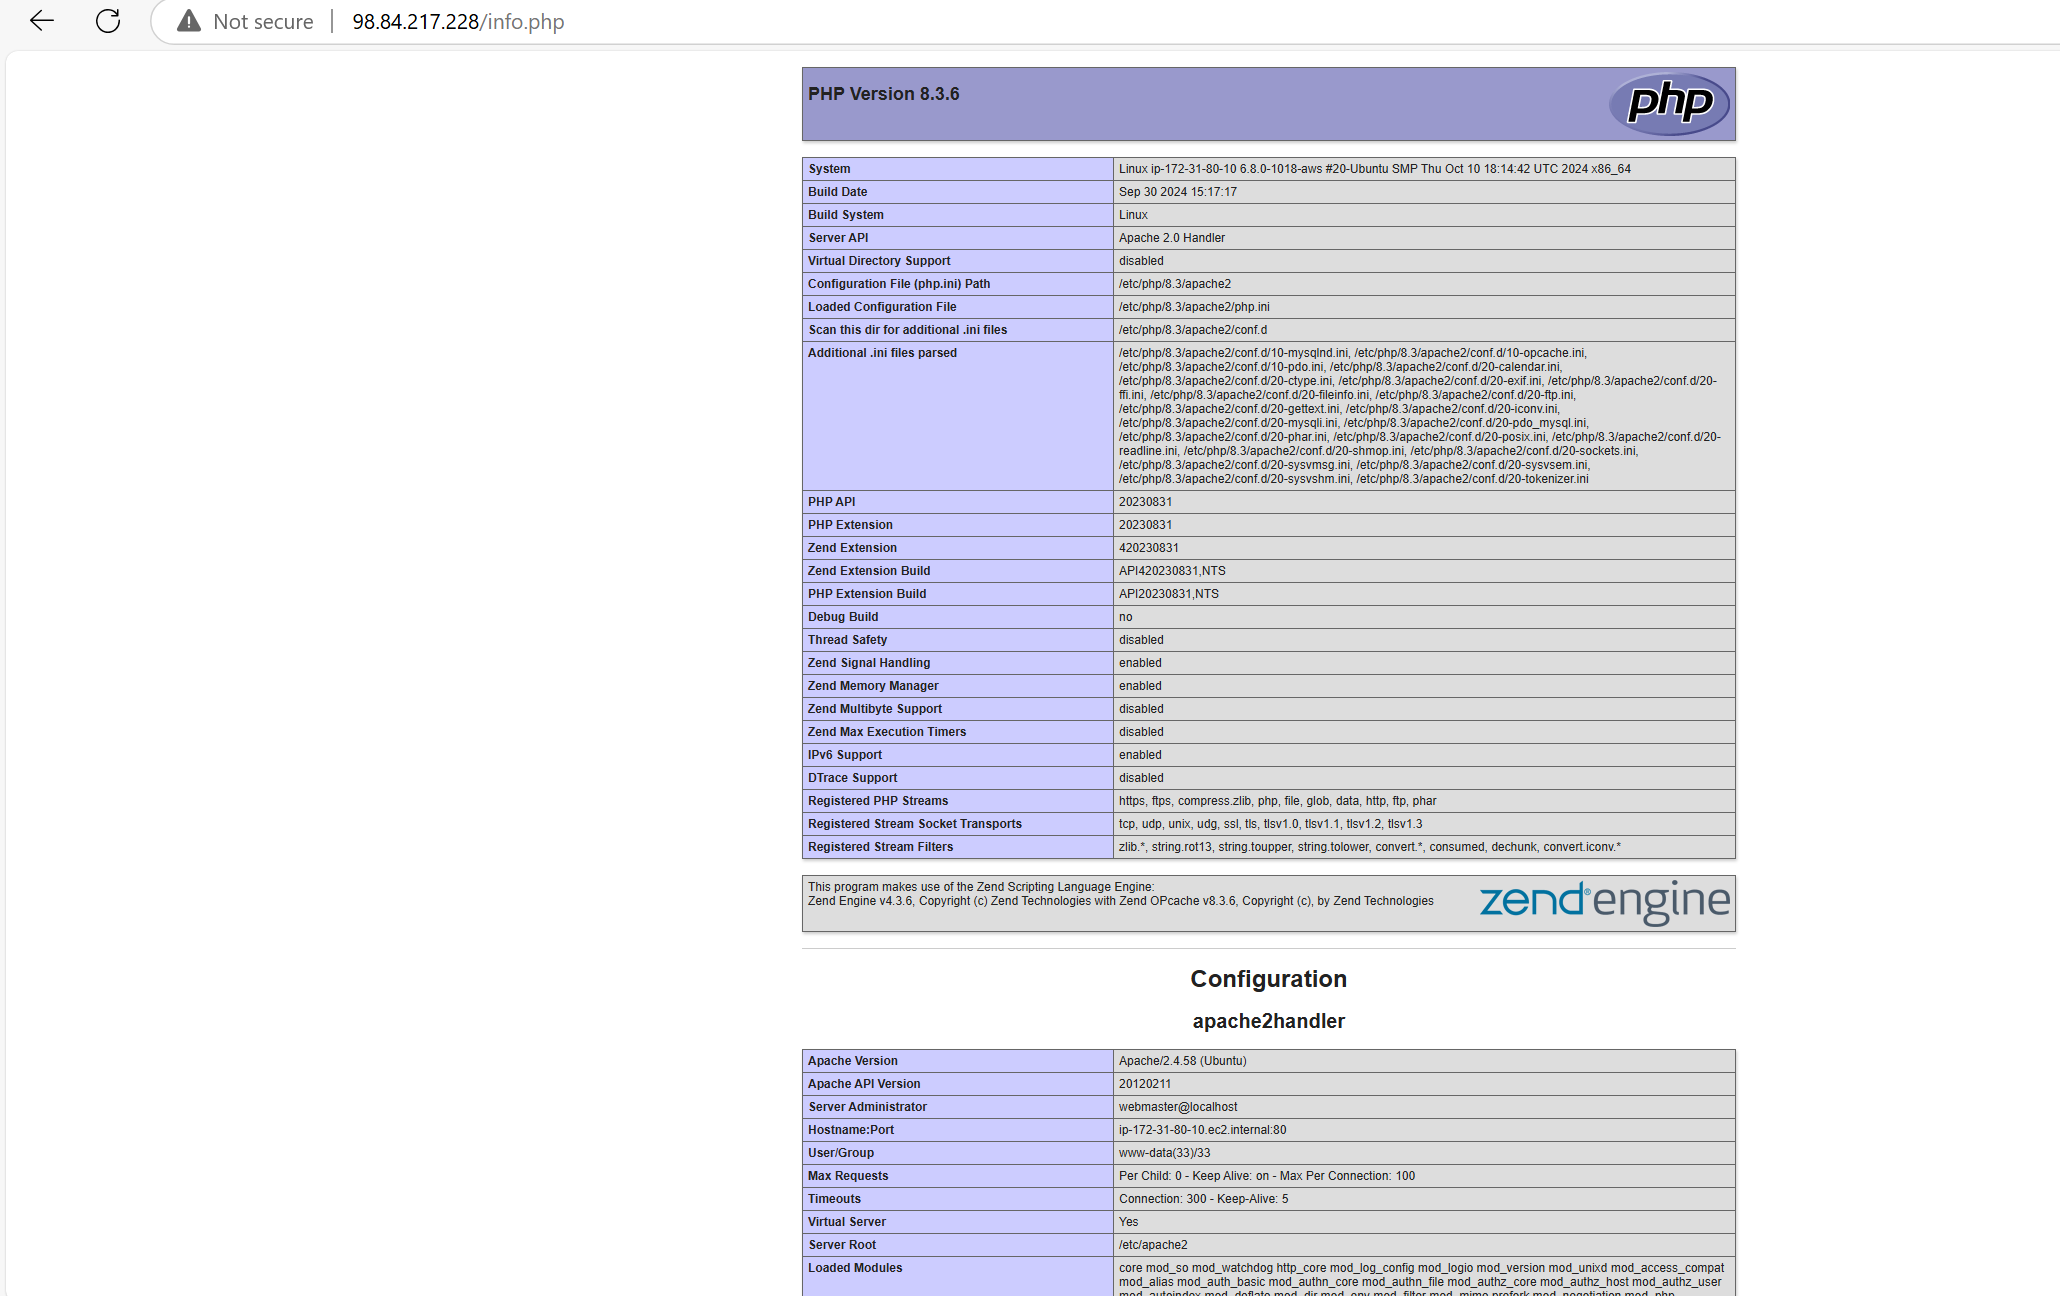 Not secure 98.84.217.228/info.php
PHP Version 8.3.6
php
System Linux ip-172-31-80-10 6.8.0-1018-aws #20-Ubuntu SMP Thu Oct 10 18:14:42 UTC 2024 x86_64
Build Date Sep 30 2024 15:17:17
Build System Linux
Server API Apache 2.0 Handler
Virtual Directory Support disabled
Configuration File (php.ini) Path /etc/php/8.3/apache2
Loaded Configuration File /etc/php/8.3/apache2/php.ini
Scan this dir for additional .ini files /etc/php/8.3/apache2/conf.d
Additional .ini files parsed /etc/php/8.3/apache2/conf.d/10-mysqlnd.ini, /etc/php/8.3/apache2/conf.d/10-opcache.ini,
/etc/php/8.3/apache2/conf.d/10-pdo.ini, /etc/php/8.3/apache2/conf.d/20-calendar.ini,
/etc/php/8.3/apache2/conf.d/20-ctype.ini, /etc/php/8.3/apache2/conf.d/20-exif.ini, /etc/php/8.3/apache2/conf.d/20-
ffi.ini, /etc/php/8.3/apache2/conf.d/20-fileinfo.ini, /etc/php/8.3/apache2/conf.d/20-ftp.ini,
/etc/php/8.3/apache2/conf.d/20-gettext.ini, /etc/php/8.3/apache2/conf.d/20-iconv.ini,
/etc/php/8.3/apache2/conf.d/20-mysqli.ini, /etc/php/8.3/apache2/conf.d/20-pdo_mysql.ini,
/etc/php/8.3/apache2/conf.d/20-phar.ini, /etc/php/8.3/apache2/conf.d/20-posix.ini, /etc/php/8.3/apache2/conf.d/20-
readline.ini, /etc/php/8.3/apache2/conf.d/20-shmop.ini, /etc/php/8.3/apache2/conf.d/20-sockets.ini,
/etc/php/8.3/apache2/conf.d/20-sysvmsg.ini, /etc/php/8.3/apache2/conf.d/20-sysvsem.ini,
/etc/php/8.3/apache2/conf.d/20-sysvshm.ini, /etc/php/8.3/apache2/conf.d/20-tokenizer.ini
PHP API 20230831
PHP Extension 20230831
Zend Extension 420230831
Zend Extension Build API420230831,NTS
PHP Extension Build API20230831,NTS
Debug Build no
Thread Safety disabled
Zend Signal Handling enabled
Zend Memory Manager enabled
Zend Multibyte Support disabled
Zend Max Execution Timers disabled
IPv6 Support enabled
DTrace Support disabled
Registered PHP Streams https, ftps, compress.zlib, php, file, glob, data, http, ftp, phar
Registered Stream Socket Transports tcp, udp, unix, udg, ssl, tls, tlsv1.0, tlsv1.1, tlsv1.2, tlsv1.3
Registered Stream Filters zlib.*, string.rot13, string.toupper, string.tolower, convert.*, consumed, dechunk, convert.iconv.*
This program makes use of the Zend Scripting Language Engine:
Zend Engine v4.3.6, Copyright (c) Zend Technologies with Zend OPcache v8.3.6, Copyright (c), by Zend Technologies
zend® engine
Configuration
apache2handler
Apache Version Apache/2.4.58 (Ubuntu)
Apache API Version 20120211
Server Administrator webmaster@localhost
Hostname:Port ip-172-31-80-10.ec2.internal:80
User/Group www-data(33)/33
Max Requests Per Child: 0 - Keep Alive: on - Max Per Connection: 100
Timeouts Connection: 300 - Keep-Alive: 5
Virtual Server Yes
Server Root /etc/apache2
Loaded Modules core mod_so mod_watchdog http_core mod_log_config mod_logio mod_version mod_unixd mod_access_compat
mod_alias mod_auth_basic mod_authn_core mod_authn_file mod_authz_core mod_authz_host mod_authz_user
mod_autoindex mod_deflate mod_dir mod_env mod_filter mod_mime prefork mod_negotiation mod_php